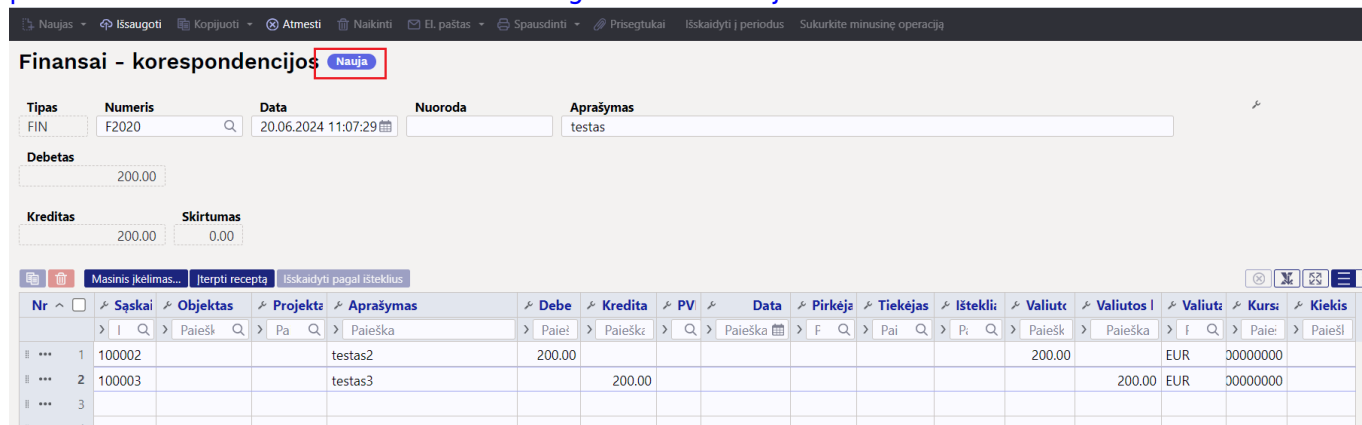 Naujas Išsaugoti Kopijuoti Atmesti Naikinti El. paštas Spausdinti Prisegtukai Išskaidyti į periodus Sukurkite minusinę operaciją
Finansai - korespondencijos Nauja
Tipas Numeris Data Nuoroda Aprašymas
FIN F2020 20.06.2024 11:07:29 testas
Debetas
200.00
Kreditas Skirtumas
200.00 0.00
Masinis įkėlimas... Įterpti receptą Išskaidyti pagal išteklius
Nr Sąskai Objektas Projekta Aprašymas Debe Kredita PVI Data Pirkėja Tiekėjas Ištekliа Valiutc Valiutos l Valiuta Kursa Kiekis
Paiešk Pa Paieška Paieš Paieška Paieška Pai Paiešk Paieška Paie Paiešl
1 100002 testas2 200.00 200.00 EUR 00000000
2 100003 testas3 200.00 200.00 EUR 00000000
3